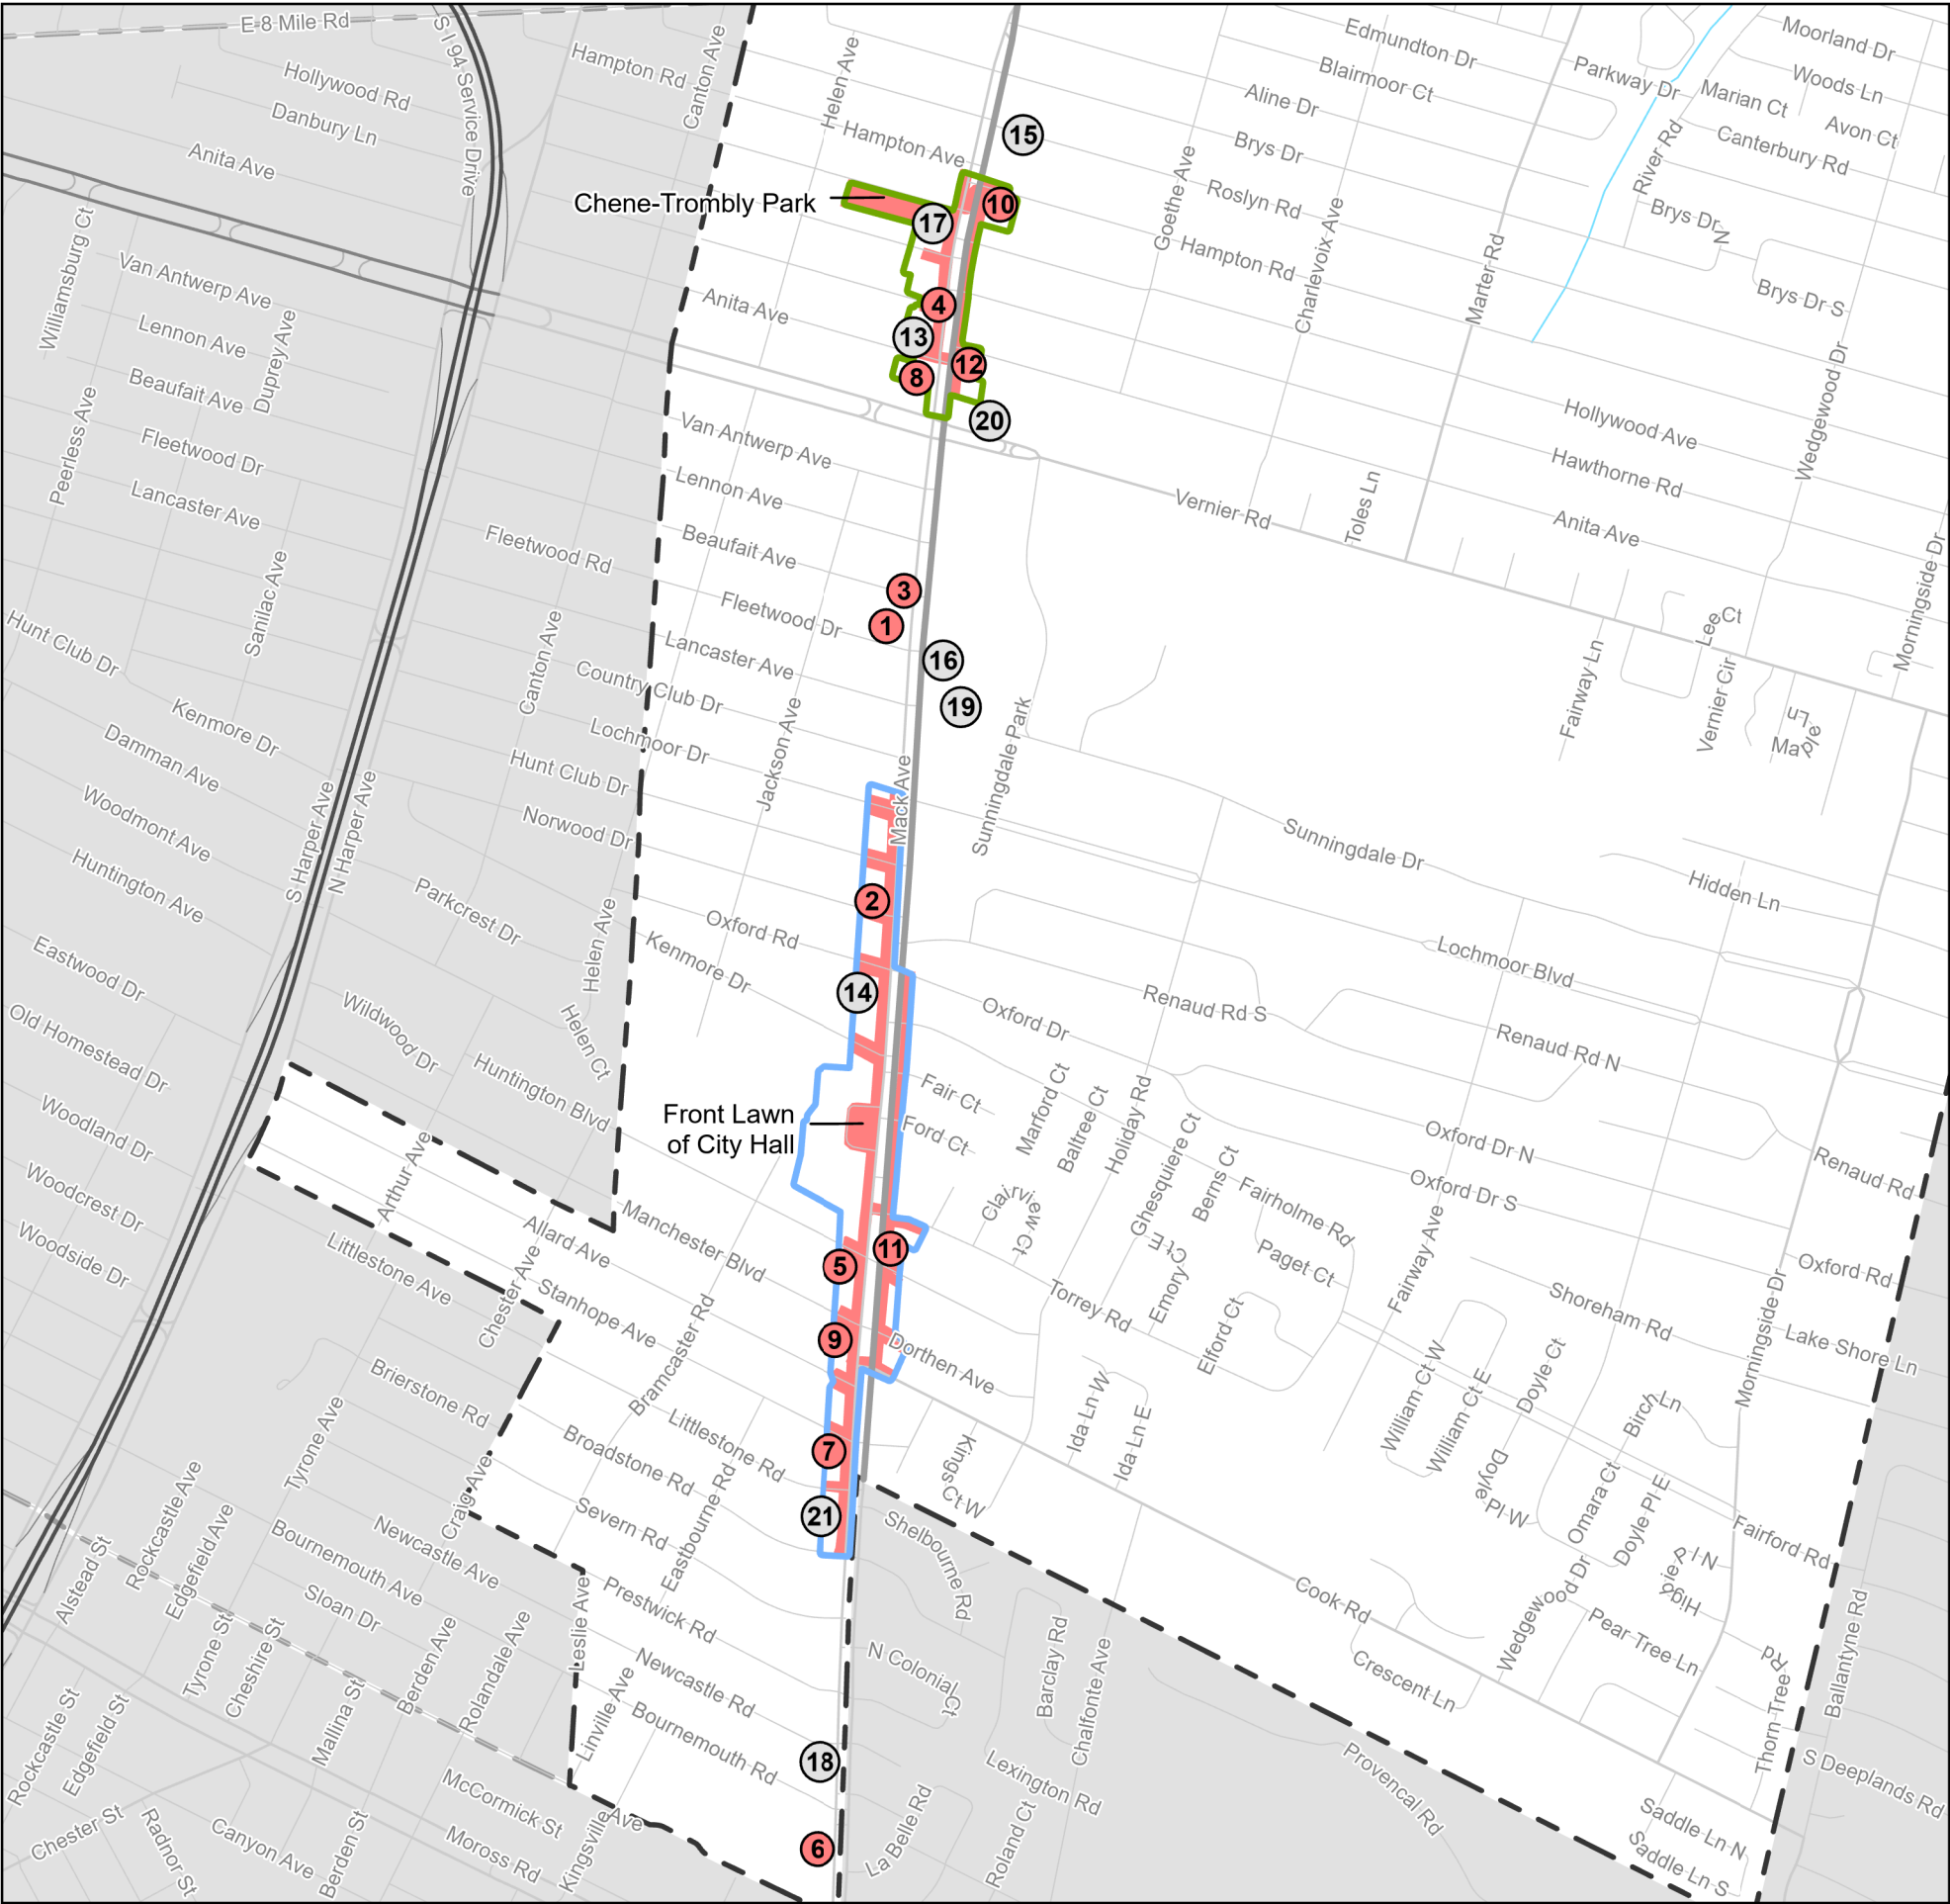 E 8 Mile Rd
S I 94 Service Drive
Hampton Rd
Canton Ave
Helen Ave
Edmundton Dr
Moorland Dr
Hollywood Rd
Blairmoor Ct
Parkway Dr
Woods Ln
Danbury Ln
Aline Dr
Marian Ct
Avon Ct
Anita Ave
Hampton Ave
15
Brys Dr
Canterbury Rd
River Rd
Chene-Trombly Park
10
17
Goethe Ave
Roslyn Rd
Brys Dr N
Williamsburg Ct
Van Antwerp Ave
Hampton Rd
Charlevoix Ave
Marter Rd
Brys Dr S
Anita Ave
4
Lennon Ave
Duprey Ave
13
12
Beaufait Ave
8
Wedgewood Dr
20
Hollywood Ave
Peerless Ave
Fleetwood Dr
Van Antwerp Ave
Hawthorne Rd
Lancaster Ave
Lennon Ave
Vernier Rd
Toles Ln
Anita Ave
Fleetwood Rd
Beaufait Ave
Morningside Dr
Sanilac Ave
3
Fleetwood Dr
1
Hunt Club Dr
Lancaster Ave
16
Lee Ct
Canton Ave
Country Club Dr
19
Fairway Ln
Vernier Cir
Kenmore Dr
Lochmoor Dr
Jackson Ave
Sunningdale Park
Maple Ln
Damman Ave
Hunt Club Dr
Mack Ave
Woodmont Ave
S Harper Ave
N Harper Ave
Norwood Dr
Sunningdale Dr
Huntington Ave
Parkcrest Dr
Helen Ave
2
Hidden Ln
Oxford Rd
Eastwood Dr
Kenmore Dr
Lochmoor Blvd
14
Wildwood Dr
Helen Ct
Oxford Dr
Renaud Rd S
Old Homestead Dr
Renaud Rd N
Huntington Blvd
Fair Ct
Marford Ct
Baltree Ct
Holiday Rd
Front Lawn
of City Hall
Ford Ct
Ghesquiere Ct
Berns Ct
Oxford Dr N
Woodland Dr
Renaud Rd
Arthur Ave
Clairview Ct
Fairholme Rd
Oxford Dr S
Woodcrest Dr
Manchester Blvd
Allard Ave
11
Emory Ct E
Paget Ct
Fairway Ave
Oxford Rd
Woodside Dr
Littlestone Ave
Chester Ave
5
Stanhope Ave
Torrey Rd
Shoreham Rd
Morningside Dr
9
Bramcaster Rd
Dorthen Ave
Elford Ct
Lake Shore Ln
Brierstone Rd
Ida Ln W
Ida Ln E
William Ct W
William Ct E
Doyle Ct
Birch Ln
Tyrone Ave
Littlestone Rd
7
Broadstone Rd
Kings Ct W
Doyle Pl W
Omara Ct
Doyle Pl E
Rockcastle Ave
Craig Ave
Eastbourne Rd
21
Severn Rd
Shelbourne Rd
Fairford Rd
Edgefield Ave
Newcastle Ave
Alstead St
Bournemouth Ave
Sloan Dr
Prestwick Rd
Cook Rd
Wedgewood Dr
Pear Tree Ln
Ballantyne Rd
Leslie Ave
Tyrone St
Cheshire St
Berden Ave
Rolandale Ave
N Colonial Ct
Barclay Rd
Chalfonte Ave
Crescent Ln
Thorn Tree Rd
Newcastle Rd
Mallina St
Linville Ave
Bournemouth Rd
Rockcastle St
Edgefield St
18
Lexington Rd
Provencal Rd
S Deeplands Rd
McCormick St
Chester St
Radnor St
Canyon Ave
Berden St
Moross Rd
Kingsville Ave
6
La Belle Rd
Roland Ct
Saddle Ln N
Saddle Ln S